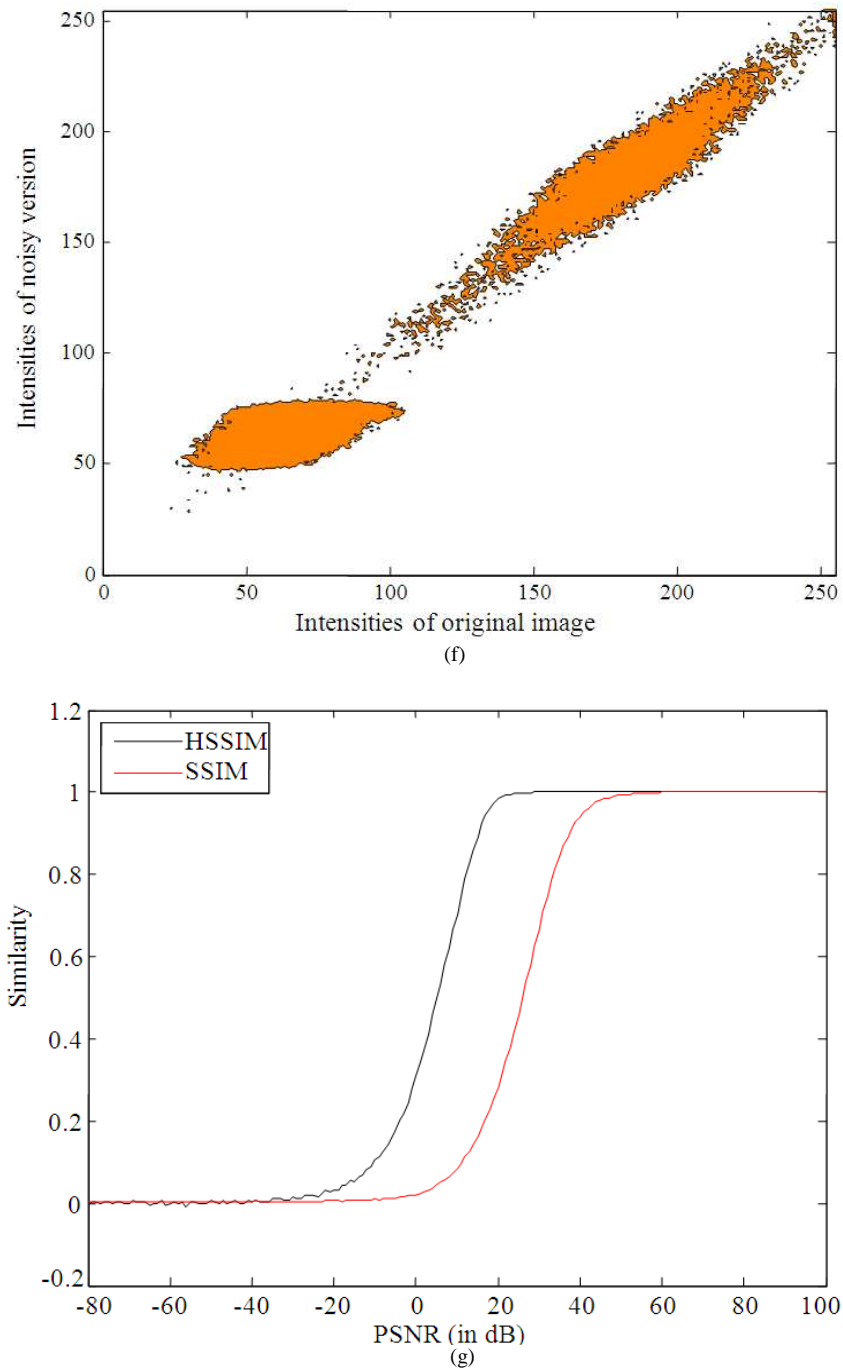 255
200
150
100
50
0
Intensities of noisy version
0 50 100 150 200 250
Intensities of original image
(f)
1.2
1
0.8
0.6
0.4
0.2
0
-0.2
HSSIM
SSIM
Similarity
-80 -60 -40 -20 0 20 40 60 80 100
PSNR (in dB)
(g)